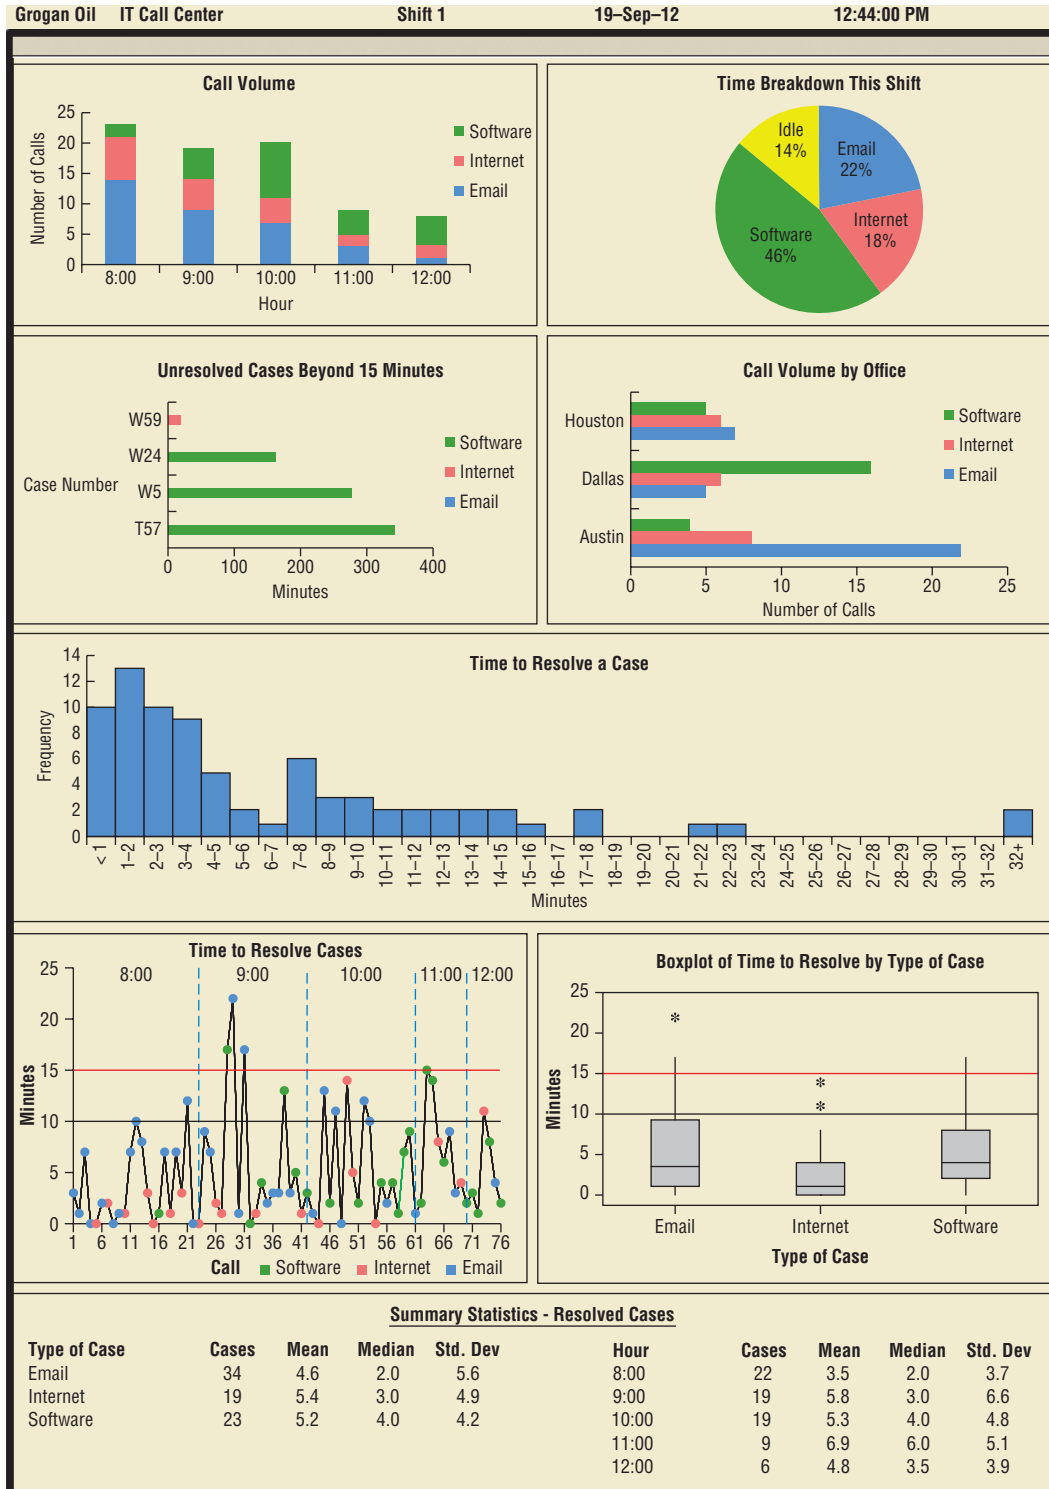 Grogan Oil IT Call Center Shift 1 19–Sep–12 12:44:00 PM
Call Volume
25
20
15
10
5
0
Number of Calls
8:00 9:00 10:00 11:00 12:00
Hour
Software
Internet
Email
Time Breakdown This Shift
Idle
14%
Email
22%
Internet
18%
Software
46%
Unresolved Cases Beyond 15 Minutes
W59
W24
Case Number W5
T57
0 100 200 300 400
Minutes
Software
Internet
Email
Call Volume by Office
Houston
Dallas
Austin
0 5 10 15 20 25
Number of Calls
Software
Internet
Email
Time to Resolve a Case
14
12
10
8
6
4
2
0
Frequency
< 1 1–2 2–3 3–4 4–5 5–6 6–7 7–8 8–9 9–10 10–11 11–12 12–13 13–14 14–15 15–16 16–17 17–18 18–19 19–20 20–21 21–22 22–23 23–24 24–25 25–26 26–27 27–28 28–29 29–30 30–31 31–32 32+
Minutes
Time to Resolve Cases
8:00 9:00 10:00 11:00 12:00
25
20
15
10
5
0
Minutes
1 6 11 16 21 26 31 36 41 46 51 56 61 66 71 76
Call Software Internet Email
Boxplot of Time to Resolve by Type of Case
25
20
15
10
5
0
Minutes
* * *
Email Internet Software
Type of Case
Summary Statistics - Resolved Cases
Type of Case Cases Mean Median Std. Dev
Email 34 4.6 2.0 5.6
Internet 19 5.4 3.0 4.9
Software 23 5.2 4.0 4.2
Hour Cases Mean Median Std. Dev
8:00 22 3.5 2.0 3.7
9:00 19 5.8 3.0 6.6
10:00 19 5.3 4.0 4.8
11:00 9 6.9 6.0 5.1
12:00 6 4.8 3.5 3.9